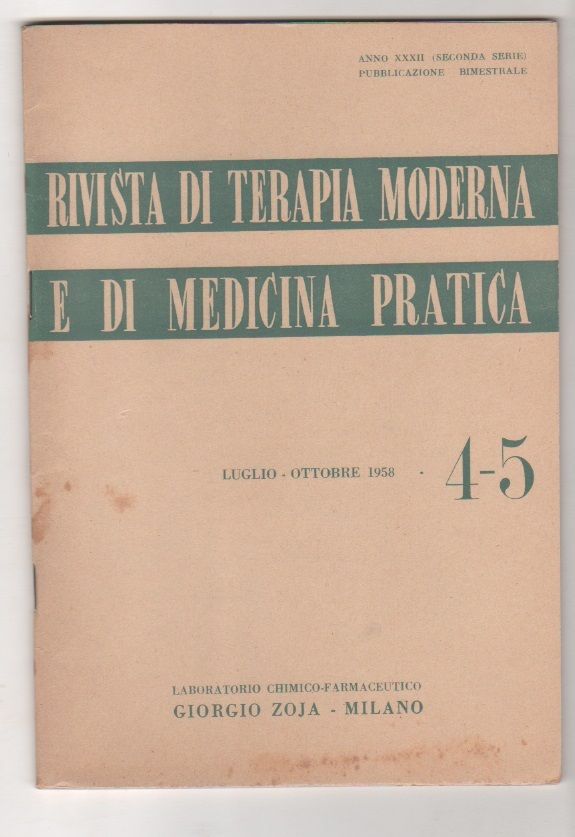 ANNO XXXII (SECONDA SERIE)
PUBBLICAZIONE BIMESTRALE
RIVISTA DI TERAPIA MODERNA
E DI MEDICINA PRATICA
LUGLIO - OTTOBRE 1958 · 4-5
LABORATORIO CHIMICO-FARMACEUTICO
GIORGIO ZOJA - MILANO